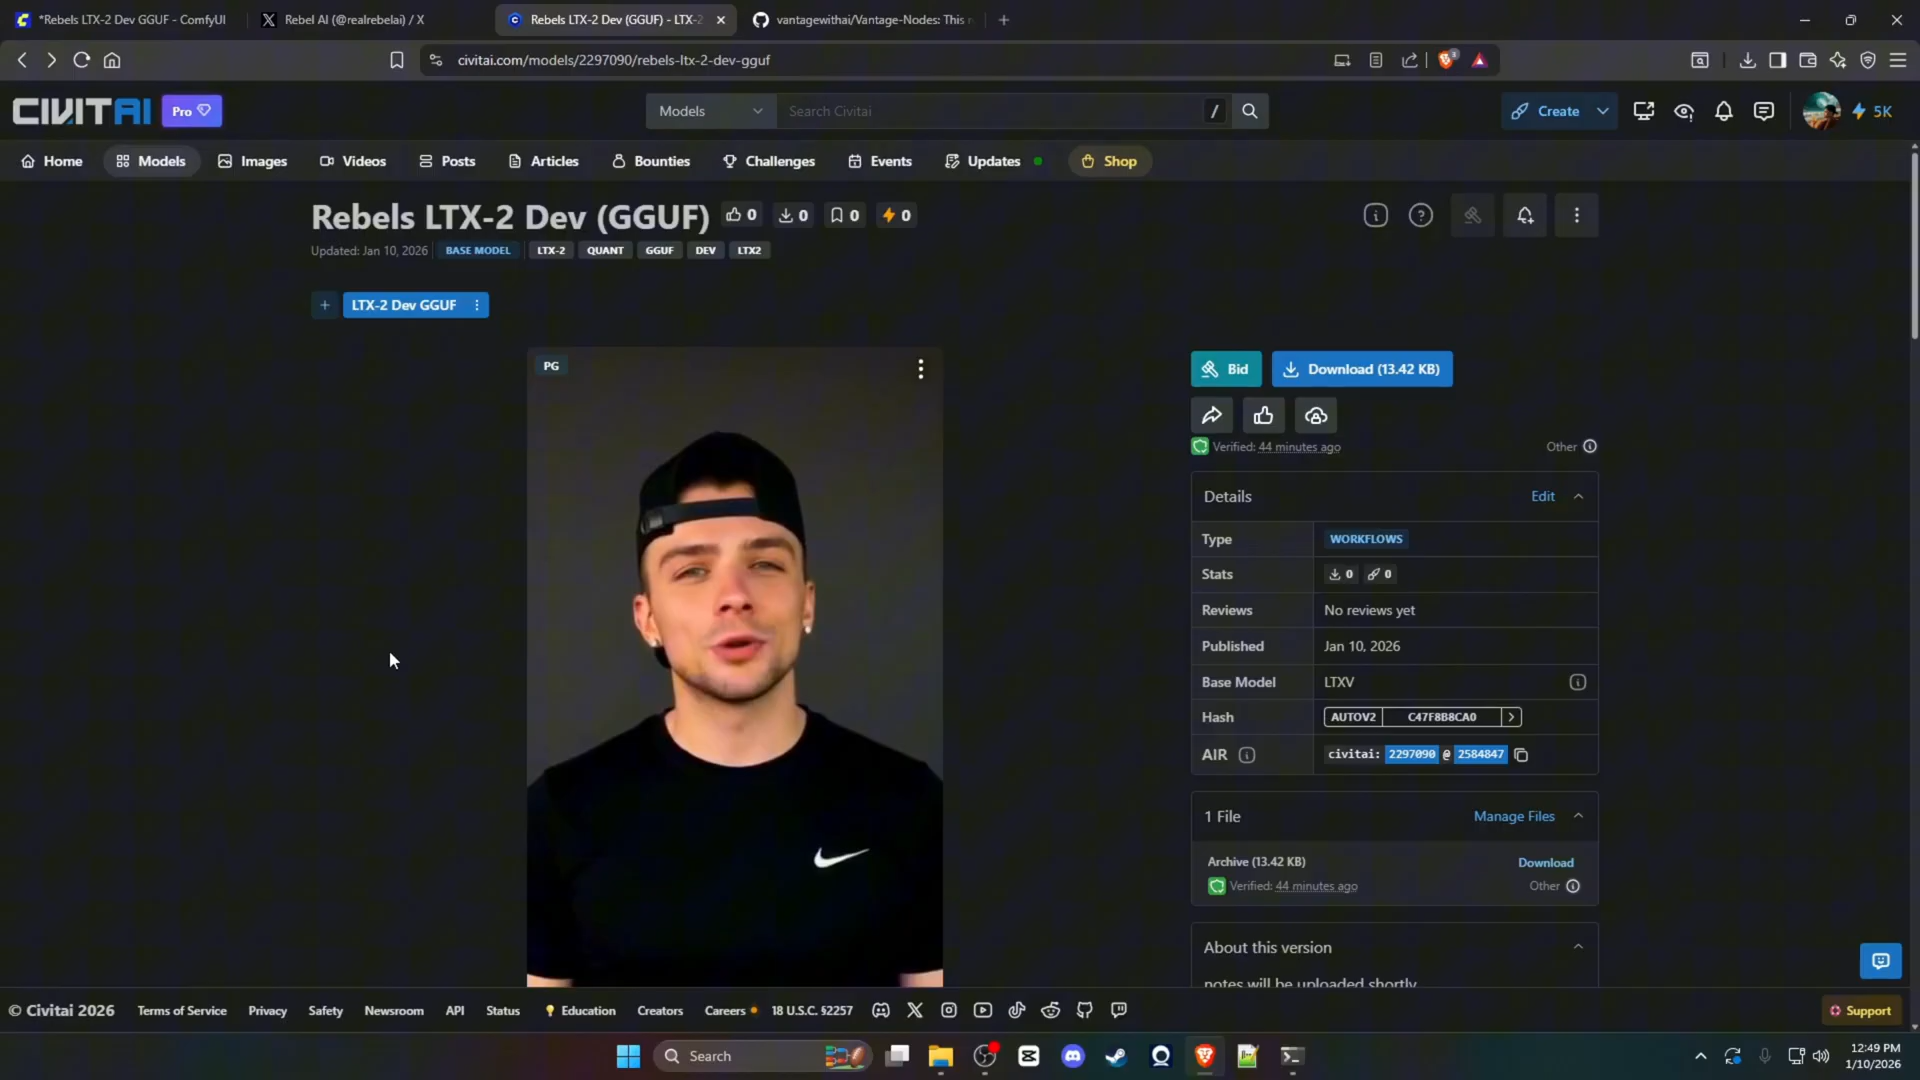 *Rebels LTX-2 Dev GGUF - ComfyUI
Rebel AI (@realrebelai) / X
Rebels LTX-2 Dev (GGUF) - LTX-2
vantagewithai/Vantage-Nodes: This
civitai.com/models/2297090/rebels-ltx-2-dev-gguf
CIVITAI
Pro
Models
Search Civitai
/
Create
5K
Home
Models
Images
Videos
Posts
Articles
Bounties
Challenges
Events
Updates
Shop
Rebels LTX-2 Dev (GGUF)
0
0
0
0
Updated: Jan 10, 2026
BASE MODEL
LTX-2
QUANT
GGUF
DEV
LTX2
+ LTX-2 Dev GGUF
PG
Bid
Download (13.42 KB)
Verified: 44 minutes ago
Other
Details
Edit
Type
WORKFLOWS
Stats
0
0
Reviews
No reviews yet
Published
Jan 10, 2026
Base Model
LTXV
Hash
AUTOV2
C47F8B8CA0
AIR
civitai: 2297090 @ 2584847
1 File
Manage Files
Archive (13.42 KB)
Download
Verified: 44 minutes ago
Other
About this version
notes will be uploaded shortly
© Civitai 2026
Terms of Service
Privacy
Safety
Newsroom
API
Status
Education
Creators
Careers
18 U.S.C. §2257
Support
Search
12:49 PM
1/10/2026